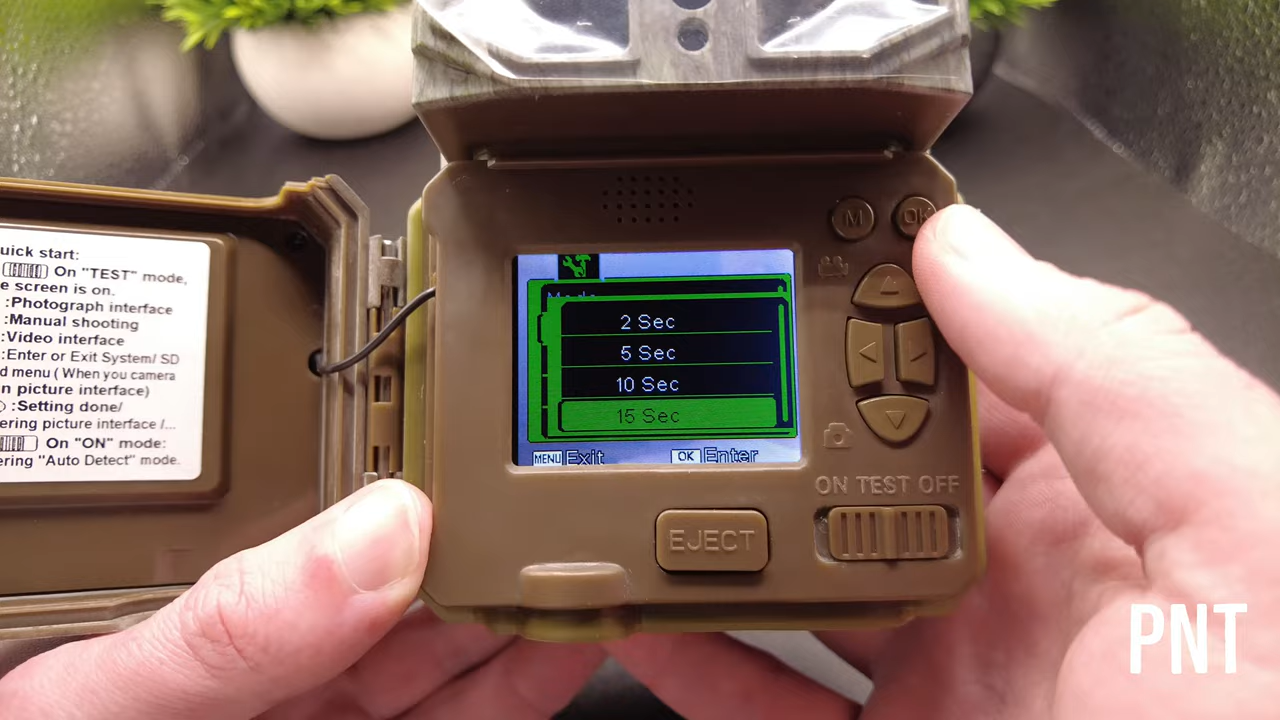 uick start:
On "TEST" mode,
e screen is on.
:Photograph interface
:Manual shooting
:Video interface
:Enter or Exit System/ SD
d menu ( When you camera
n picture interface)
:Setting done/
ering picture interface /...
On "ON" mode:
ering "Auto Detect" mode.
M OK
Mode
2 Sec
5 Sec
10 Sec
15 Sec
MENU Exit OK Enter
ON TEST OFF
EJECT
PNT